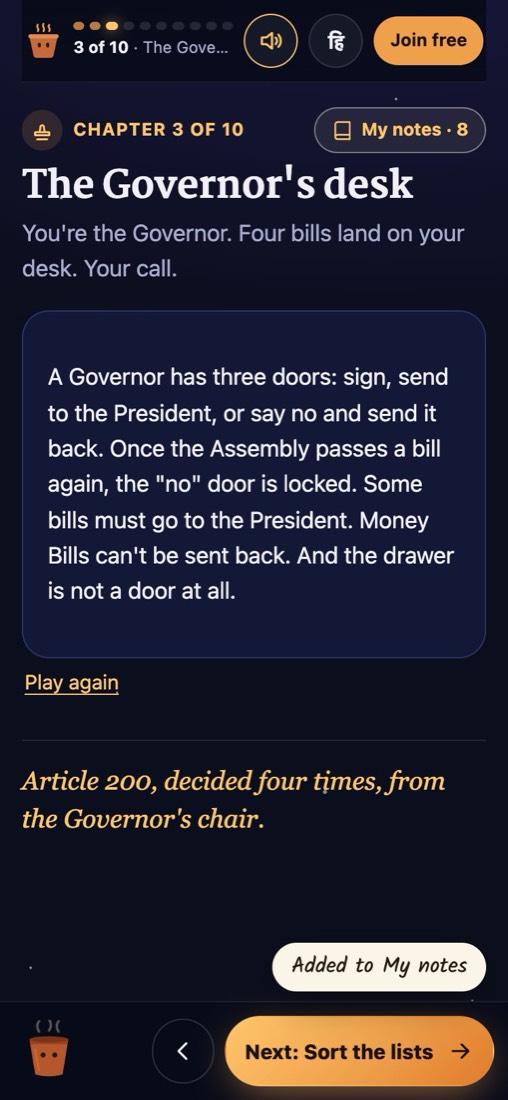 3 of 10 · The Gove...
हि
Join free
CHAPTER 3 OF 10
My notes · 8
The Governor's desk
You're the Governor. Four bills land on your
desk. Your call.
A Governor has three doors: sign, send
to the President, or say no and send it
back. Once the Assembly passes a bill
again, the "no" door is locked. Some
bills must go to the President. Money
Bills can't be sent back. And the drawer
is not a door at all.
Play again
Article 200, decided four times, from
the Governor's chair.
Added to My notes
Next: Sort the lists